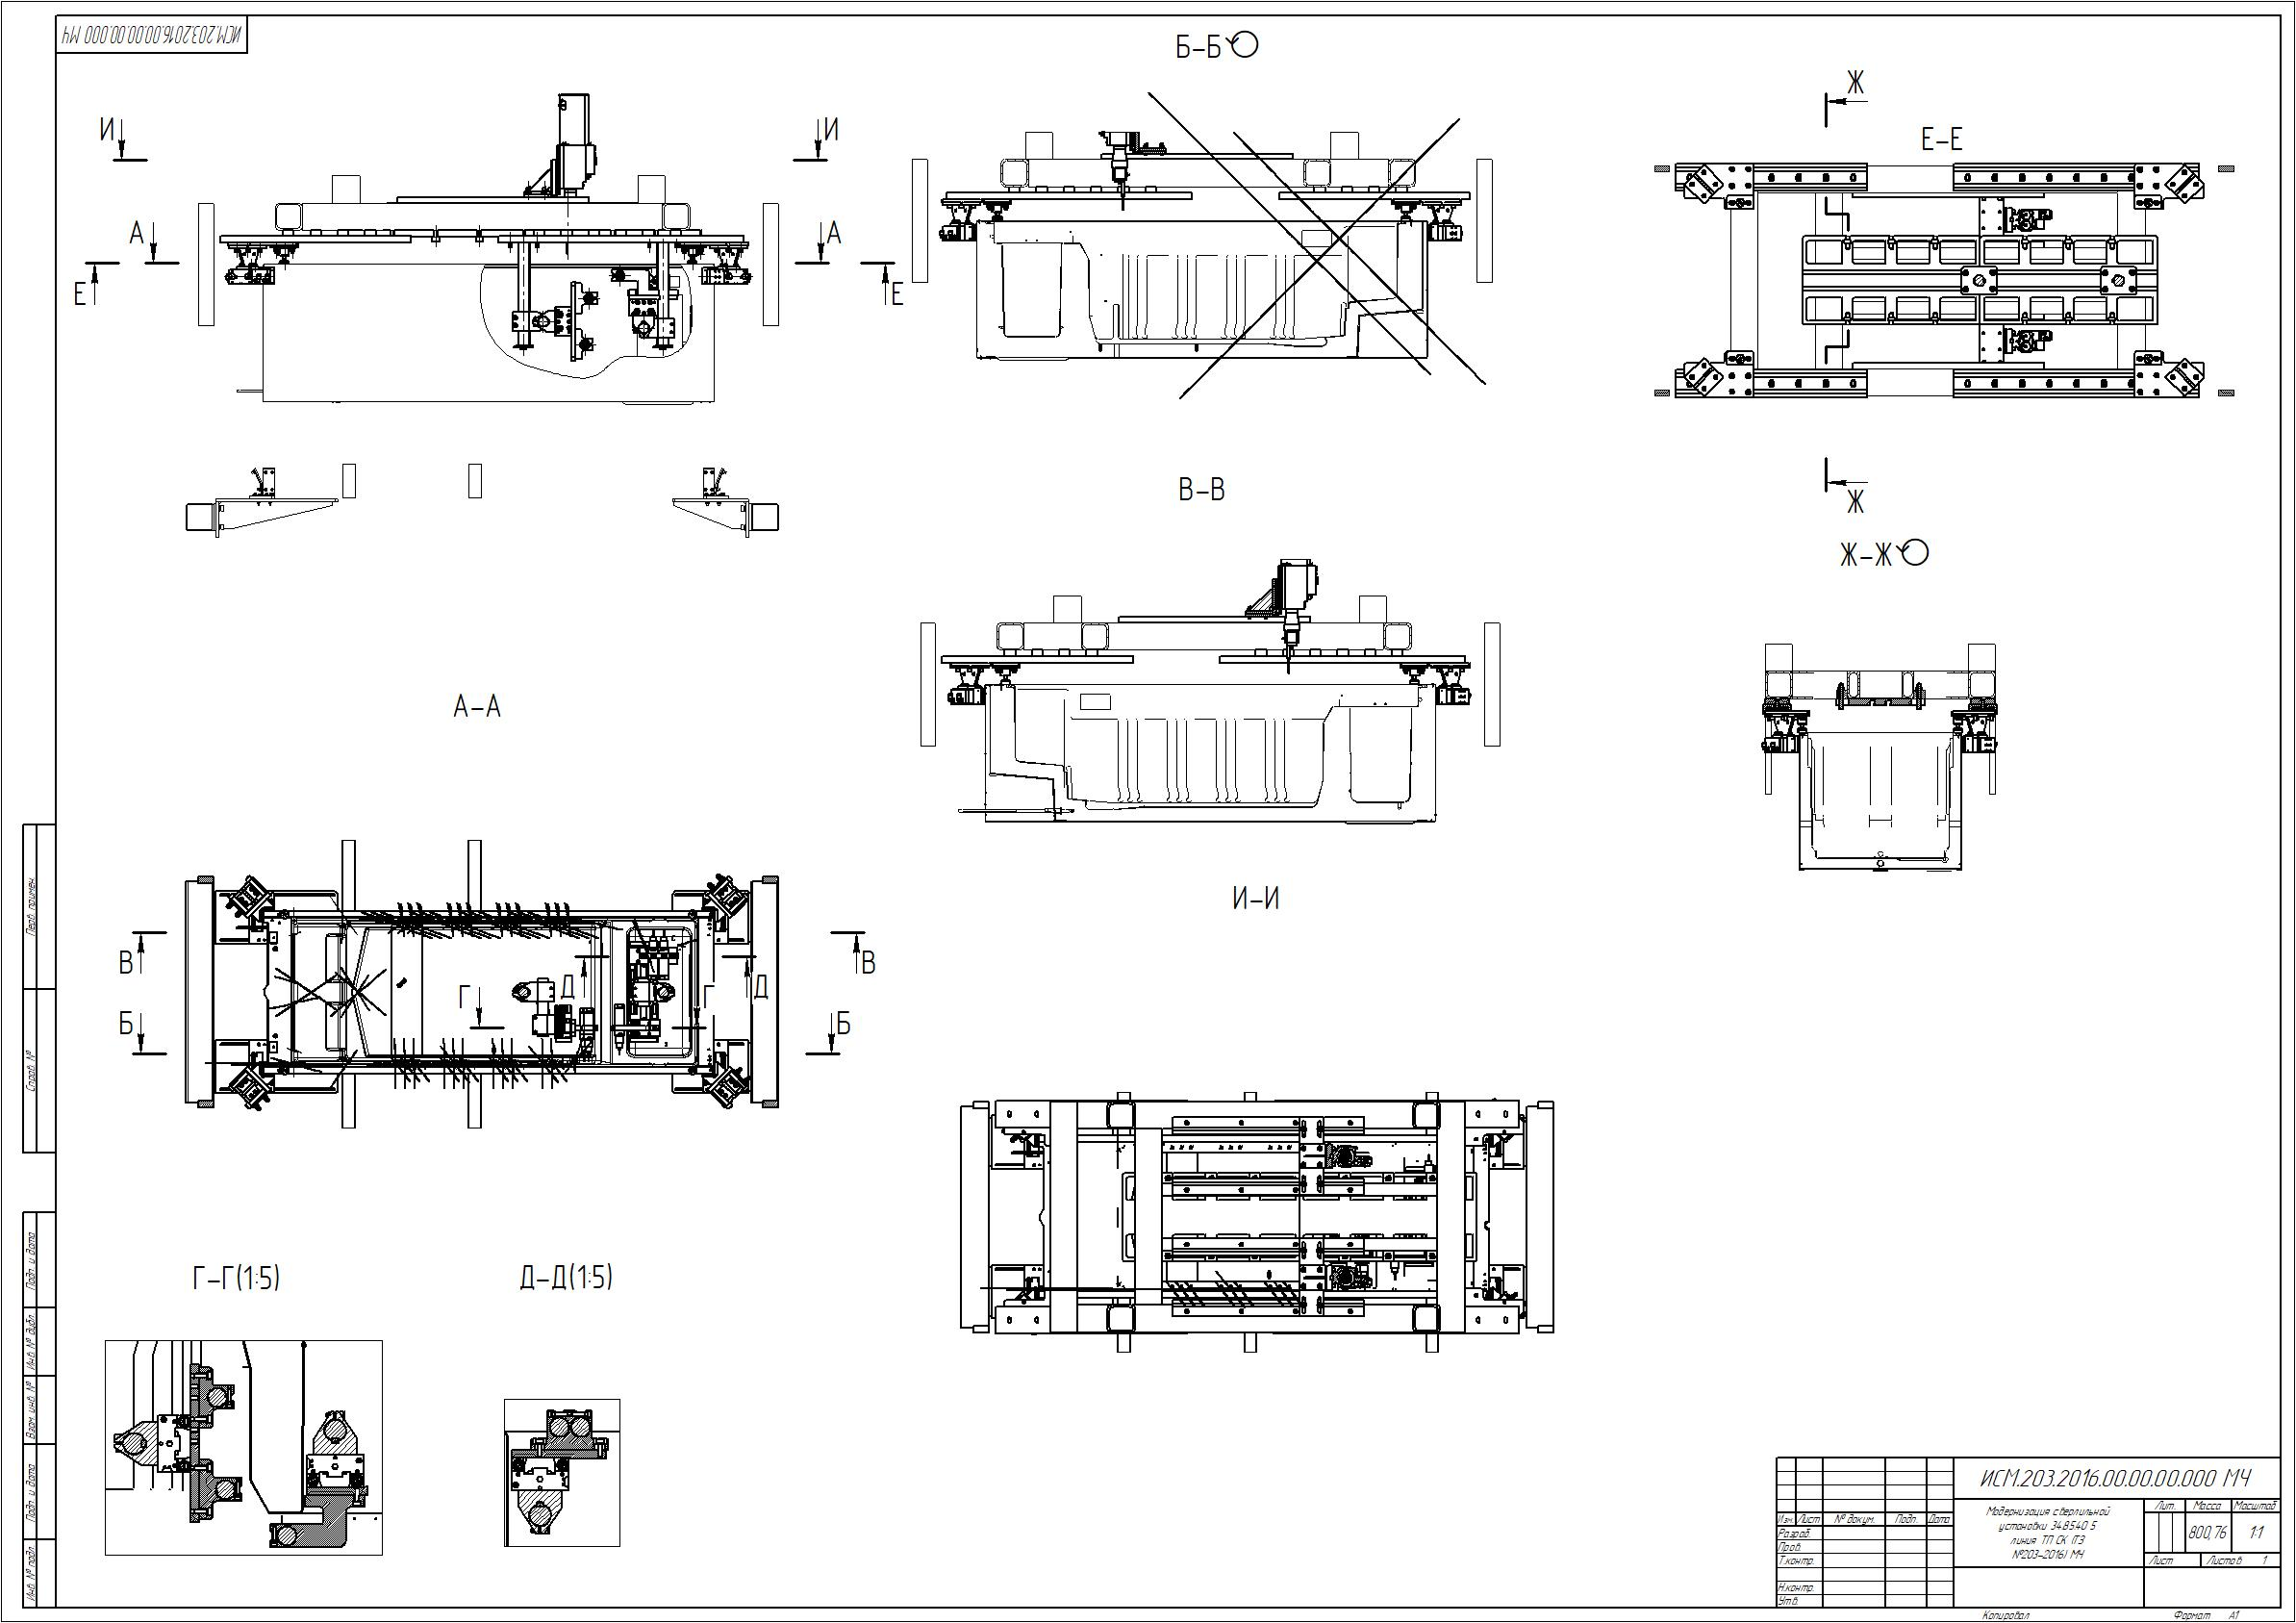 ИСМ.203.2016.00.00.00.000 МЧ
Б–Б
Ж
И
И
Е–Е
А
А
Е
Е
В–В
Ж
Ж–Ж
А–А
И–И
В
В
Д
Д
Г
Г
Б
Б
Г–Г(1:5)
Д–Д(1:5)
Перв. примен.
Справ. №
Подп. и дата
Инв. № дубл.
Взам. инв. №
Подп. и дата
Инв. № подл.
ИСМ.203.2016.00.00.00.000 МЧ
Изм. Лист № докум. Подп. Дата
Разраб.
Пров.
Т.контр.
Н.контр.
Утв.
Модернизация сверлильной
установки 348540 5
линия ТП СК
МЧ
Лит. Масса Масштаб
800,76 1:1
Лист Листов 1
Копировал Формат А1